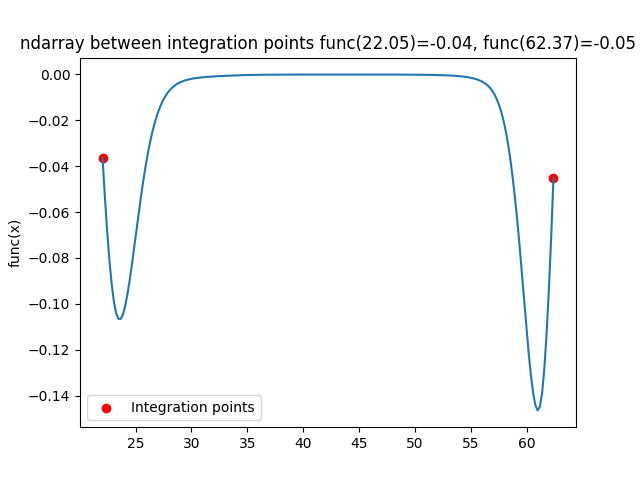 ndarray between integration points func(22.05)=-0.04, func(62.37)=-0.05
0.00
−0.02
−0.04
−0.06
−0.08
−0.10
−0.12
−0.14
func(x)
Integration points
25 30 35 40 45 50 55 60